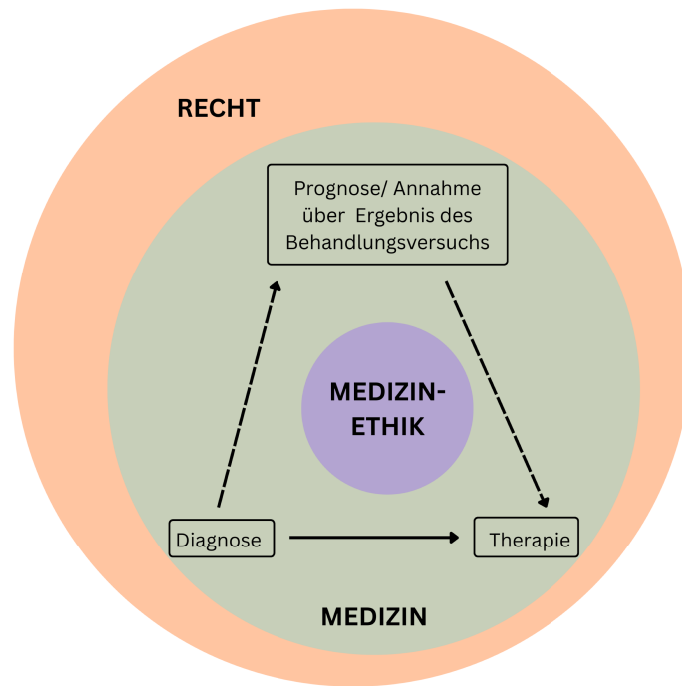 RECHT
Prognose/ Annahme
über Ergebnis des
Behandlungsversuchs
MEDIZIN-
ETHIK
Diagnose
Therapie
MEDIZIN